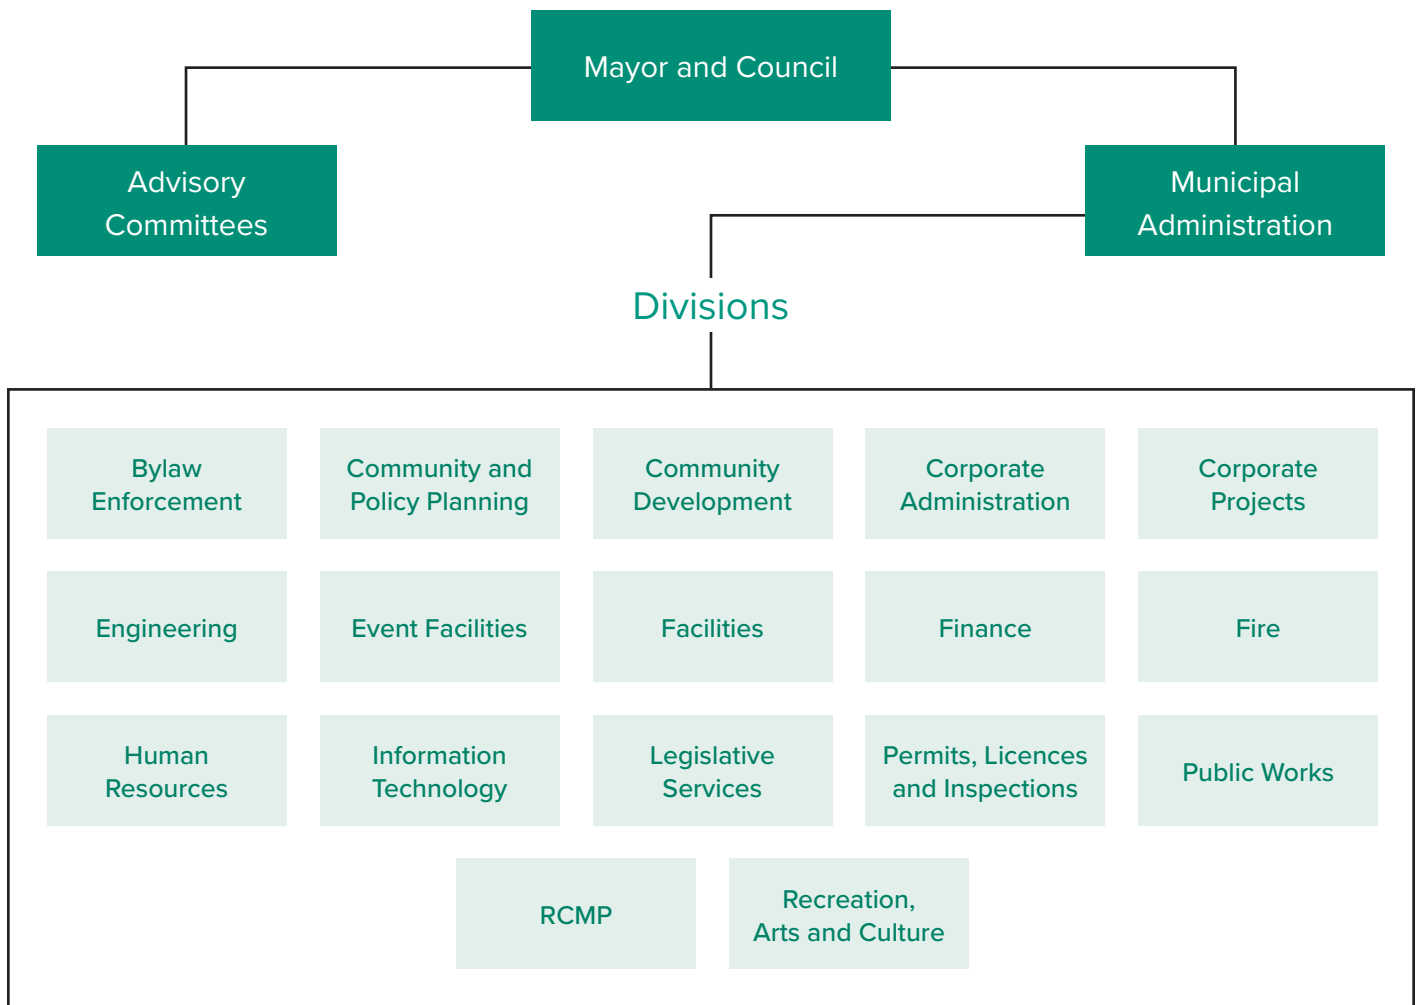 Mayor and Council
Advisory
Committees
Municipal
Administration
Divisions
Bylaw
Enforcement
Community and
Policy Planning
Community
Development
Corporate
Administration
Corporate
Projects
Engineering
Event Facilities
Facilities
Finance
Fire
Human
Resources
Information
Technology
Legislative
Services
Permits, Licences
and Inspections
Public Works
RCMP
Recreation,
Arts and Culture